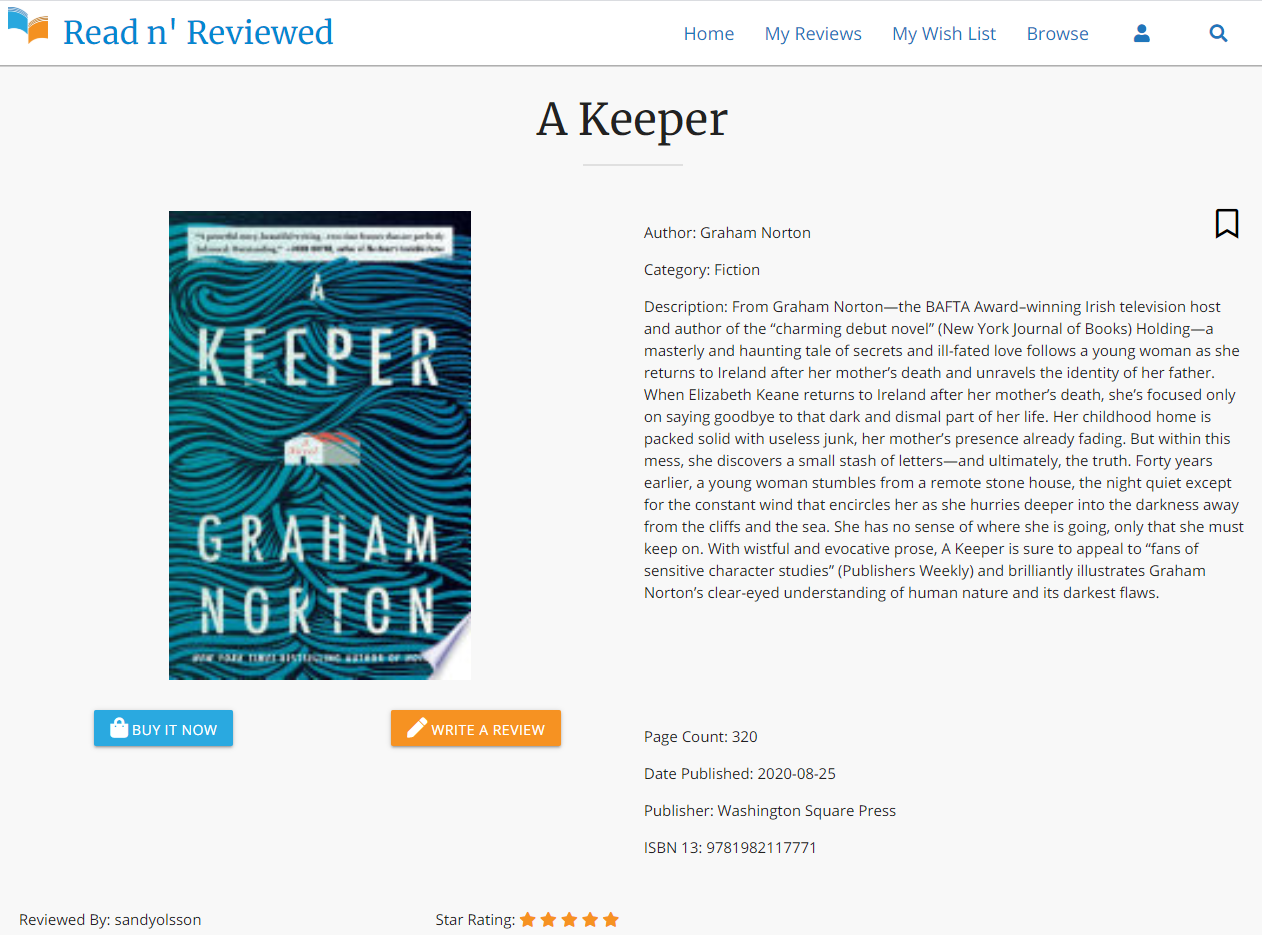 Read n' Reviewed
Home
My Reviews
My Wish List
Browse
A Keeper
A
KEEPER
GRAHAM
NORTON
BUY IT NOW
WRITE A REVIEW
Author: Graham Norton
Category: Fiction
Description: From Graham Norton—the BAFTA Award–winning Irish television host
and author of the “charming debut novel” (New York Journal of Books) Holding—a
masterly and haunting tale of secrets and ill-fated love follows a young woman as she
returns to Ireland after her mother’s death and unravels the identity of her father.
When Elizabeth Keane returns to Ireland after her mother’s death, she’s focused only
on saying goodbye to that dark and dismal part of her life. Her childhood home is
packed solid with useless junk, her mother’s presence already fading. But within this
mess, she discovers a small stash of letters—and ultimately, the truth. Forty years
earlier, a young woman stumbles from a remote stone house, the night quiet except
for the constant wind that encircles her as she hurries deeper into the darkness away
from the cliffs and the sea. She has no sense of where she is going, only that she must
keep on. With wistful and evocative prose, A Keeper is sure to appeal to “fans of
sensitive character studies” (Publishers Weekly) and brilliantly illustrates Graham
Norton’s clear-eyed understanding of human nature and its darkest flaws.
Page Count: 320
Date Published: 2020-08-25
Publisher: Washington Square Press
ISBN 13: 9781982117771
Reviewed By: sandyolsson
Star Rating: